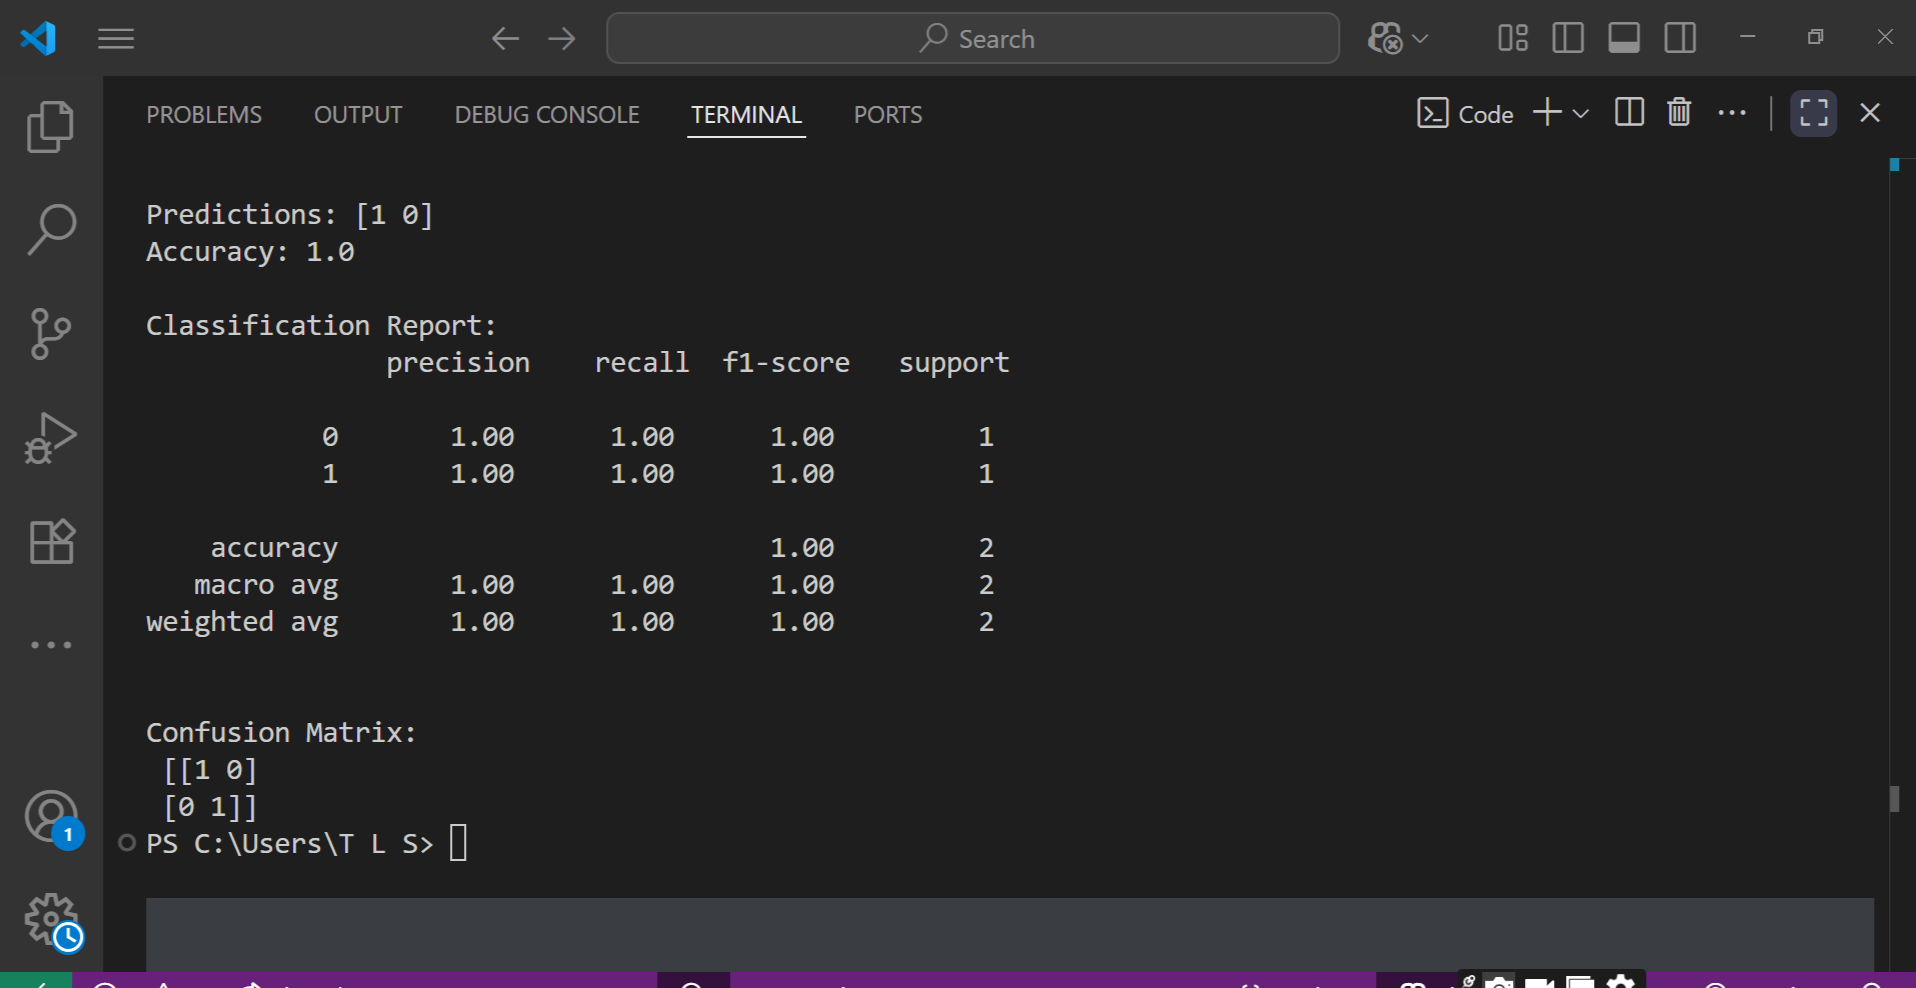 Search
PROBLEMS OUTPUT DEBUG CONSOLE TERMINAL PORTS Code
Predictions: [1 0]
Accuracy: 1.0
Classification Report:
precision recall f1-score support
0 1.00 1.00 1.00 1
1 1.00 1.00 1.00 1
accuracy 1.00 2
macro avg 1.00 1.00 1.00 2
weighted avg 1.00 1.00 1.00 2
Confusion Matrix:
[[1 0]
[0 1]]
PS C:\Users\T L S>
1